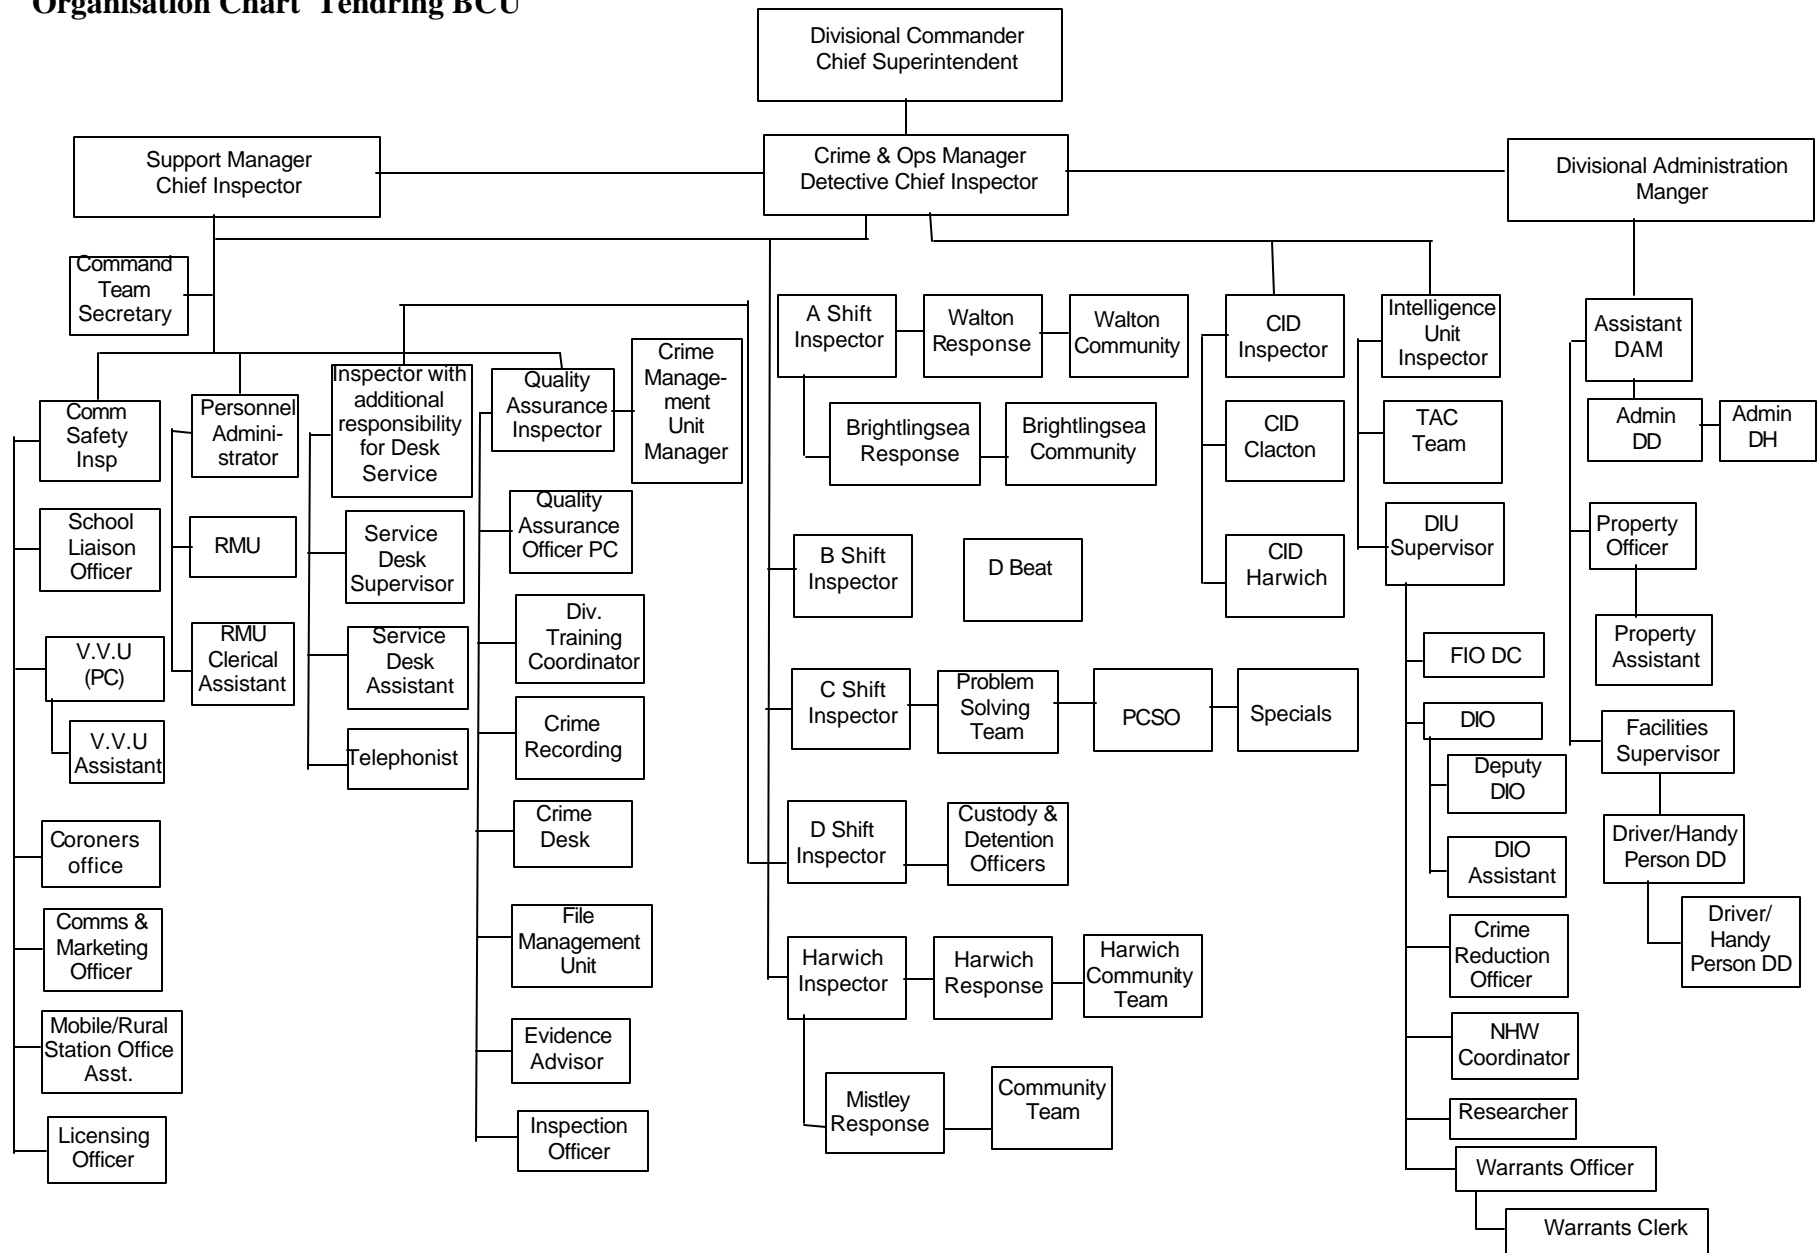 Organisation Chart Tendring BCU
Divisional Commander
Chief Superintendent
Support Manager
Chief Inspector
Crime & Ops Manager
Detective Chief Inspector
Divisional Administration
Manger
Command
Team
Secretary
Comm
Safety
Insp
School
Liaison
Officer
V.V.U
(PC)
V.V.U
Assistant
Coroners
office
Comms &
Marketing
Officer
Mobile/Rural
Station Office
Asst.
Licensing
Officer
Personnel
Admini-
strator
RMU
RMU
Clerical
Assistant
Inspector with
additional
responsibility
for Desk
Service
Service
Desk
Supervisor
Service
Desk
Assistant
Telephonist
Quality
Assurance
Inspector
Crime
Manage-
ment
Unit
Manager
Quality
Assurance
Officer PC
Div.
Training
Coordinator
Crime
Recording
Crime
Desk
File
Management
Unit
Evidence
Advisor
Inspection
Officer
A Shift
Inspector
Walton
Response
Walton
Community
Brightlingsea
Response
Brightlingsea
Community
B Shift
Inspector
D Beat
C Shift
Inspector
Problem
Solving
Team
PCSO
Specials
D Shift
Inspector
Custody &
Detention
Officers
Harwich
Inspector
Harwich
Response
Harwich
Community
Team
Mistley
Response
Community
Team
CID
Inspector
CID
Clacton
CID
Harwich
Intelligence
Unit
Inspector
TAC
Team
DIU
Supervisor
FIO DC
DIO
Deputy
DIO
DIO
Assistant
Crime
Reduction
Officer
NHW
Coordinator
Researcher
Warrants Officer
Warrants Clerk
Assistant
DAM
Admin
DD
Admin
DH
Property
Officer
Property
Assistant
Facilities
Supervisor
Driver/Handy
Person DD
Driver/
Handy
Person DD